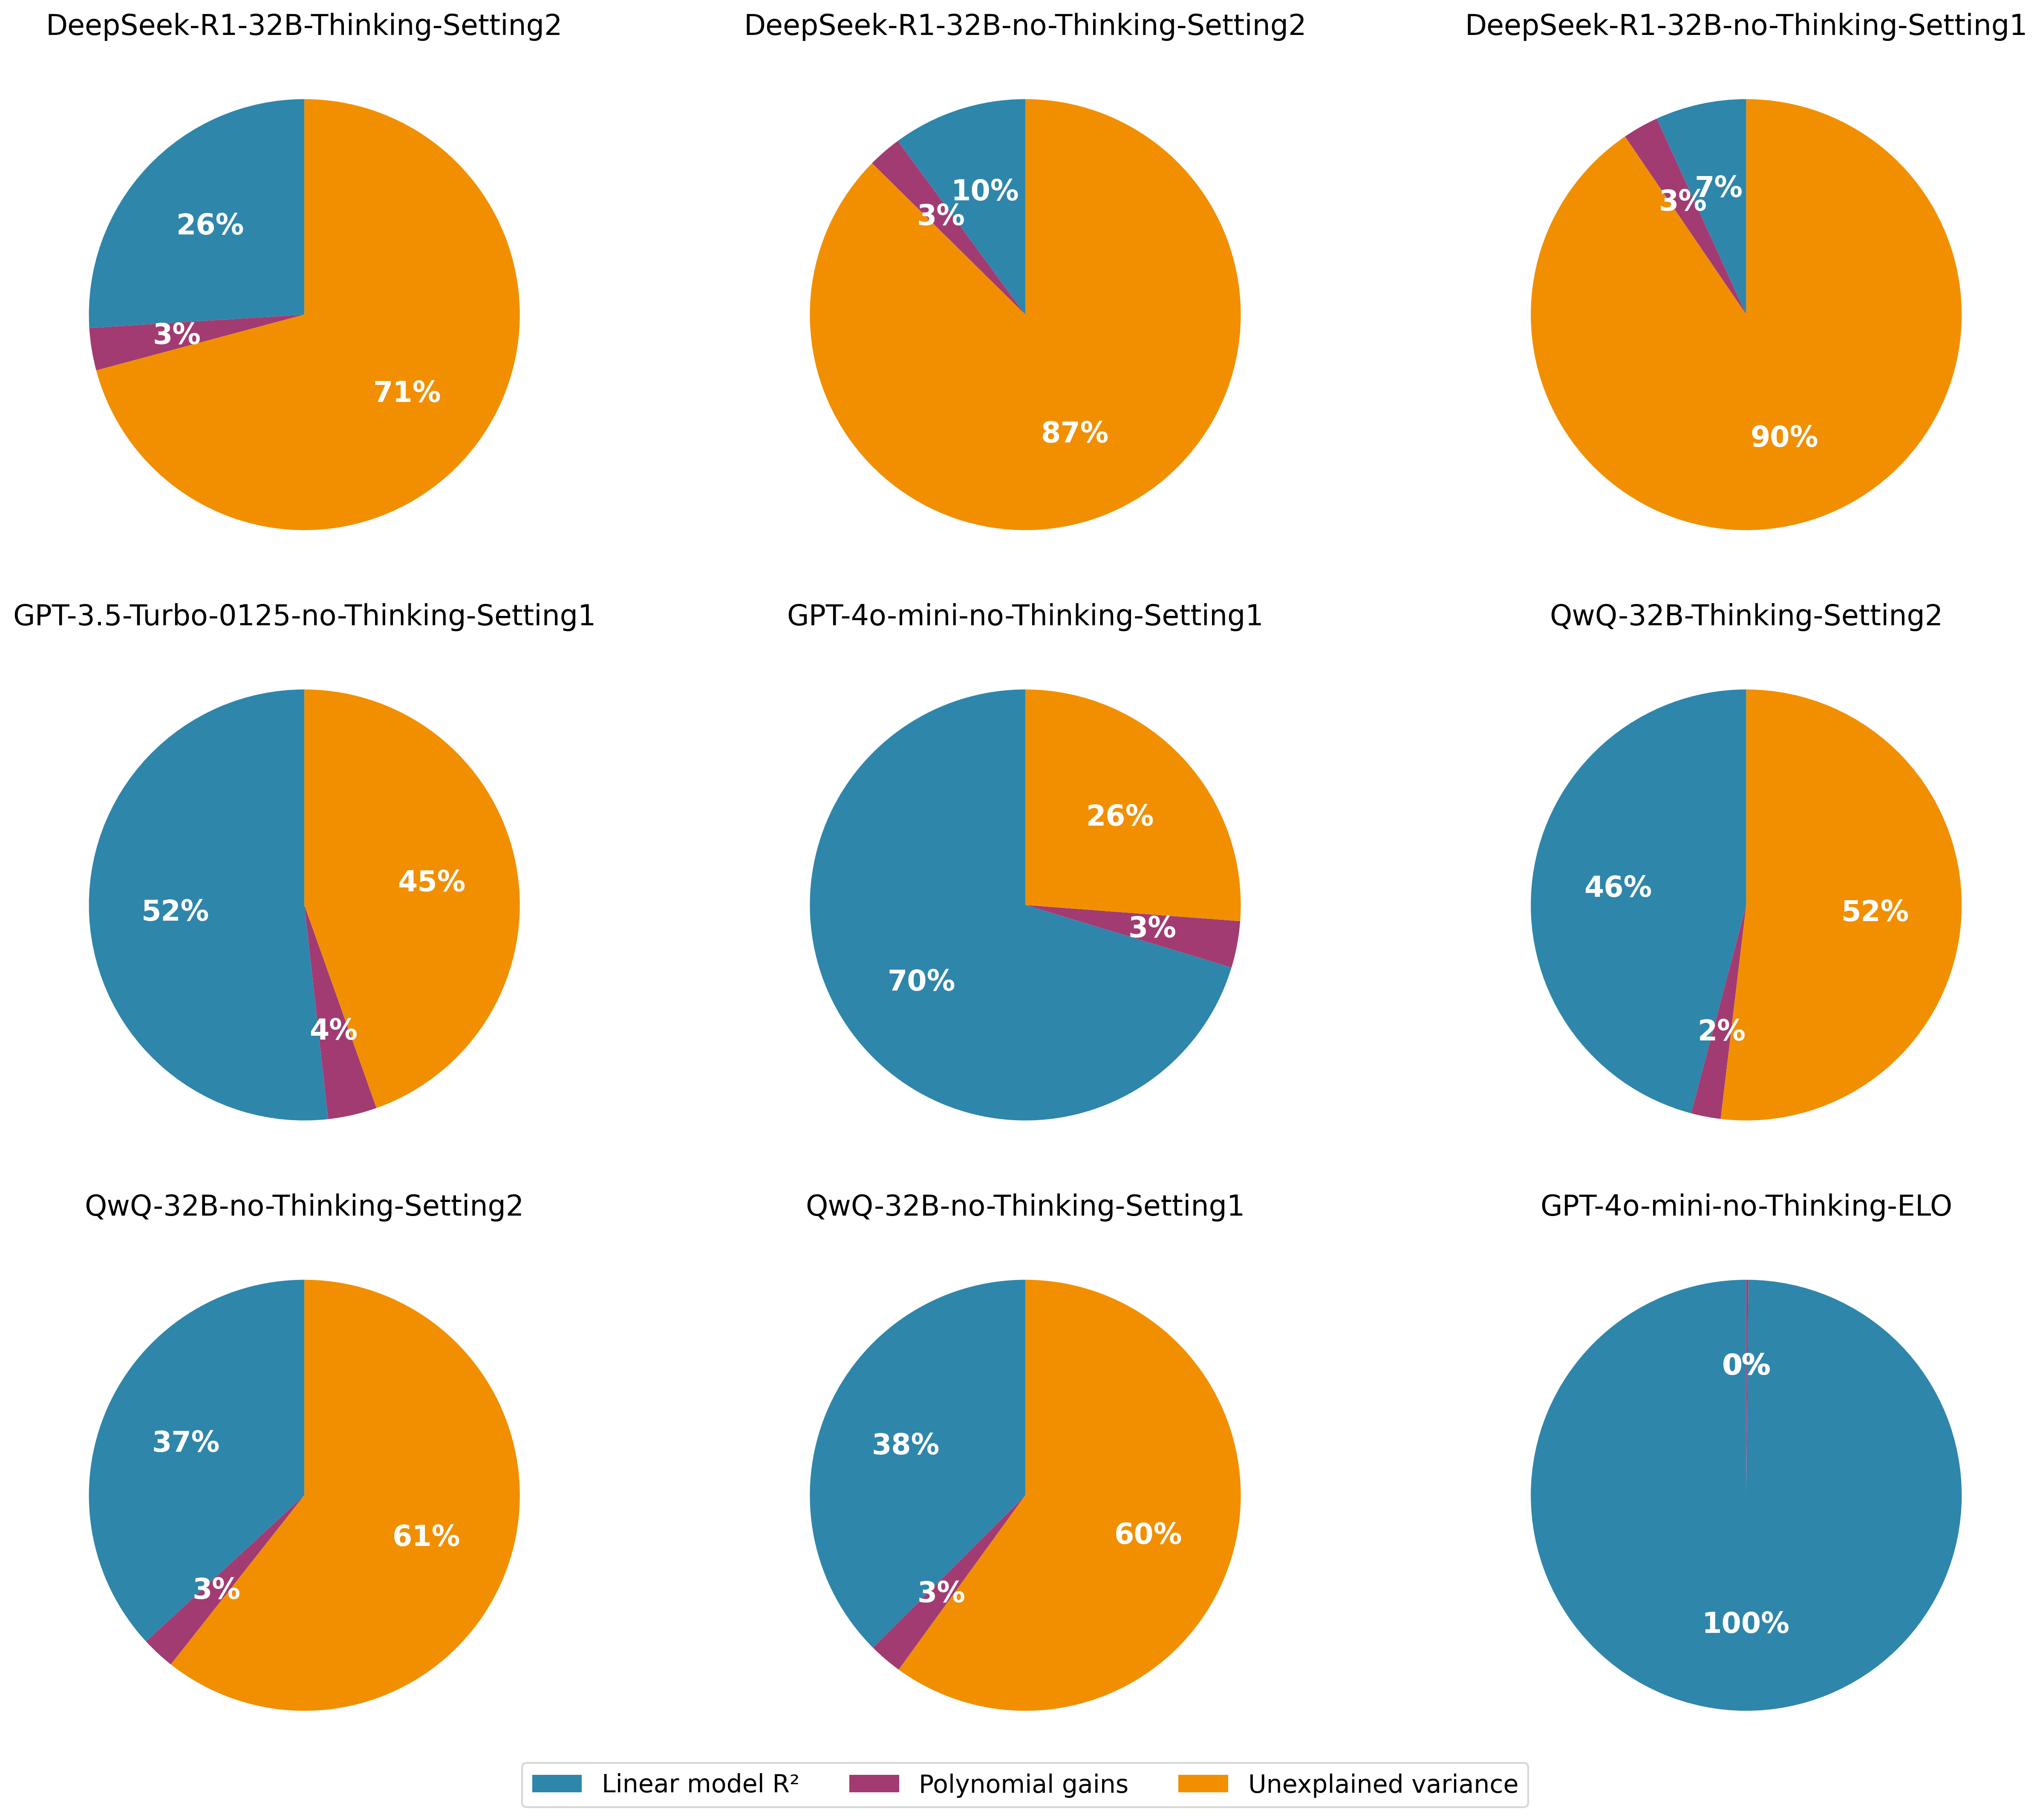 DeepSeek-R1-32B-Thinking-Setting2
26%
3%
71%
DeepSeek-R1-32B-no-Thinking-Setting2
10%
3%
87%
DeepSeek-R1-32B-no-Thinking-Setting1
7%
3%
90%
GPT-3.5-Turbo-0125-no-Thinking-Setting1
52%
4%
45%
GPT-4o-mini-no-Thinking-Setting1
70%
3%
26%
QwQ-32B-Thinking-Setting2
46%
2%
52%
QwQ-32B-no-Thinking-Setting2
37%
3%
61%
QwQ-32B-no-Thinking-Setting1
38%
3%
60%
GPT-4o-mini-no-Thinking-ELO
0%
100%
Linear model R²
Polynomial gains
Unexplained variance